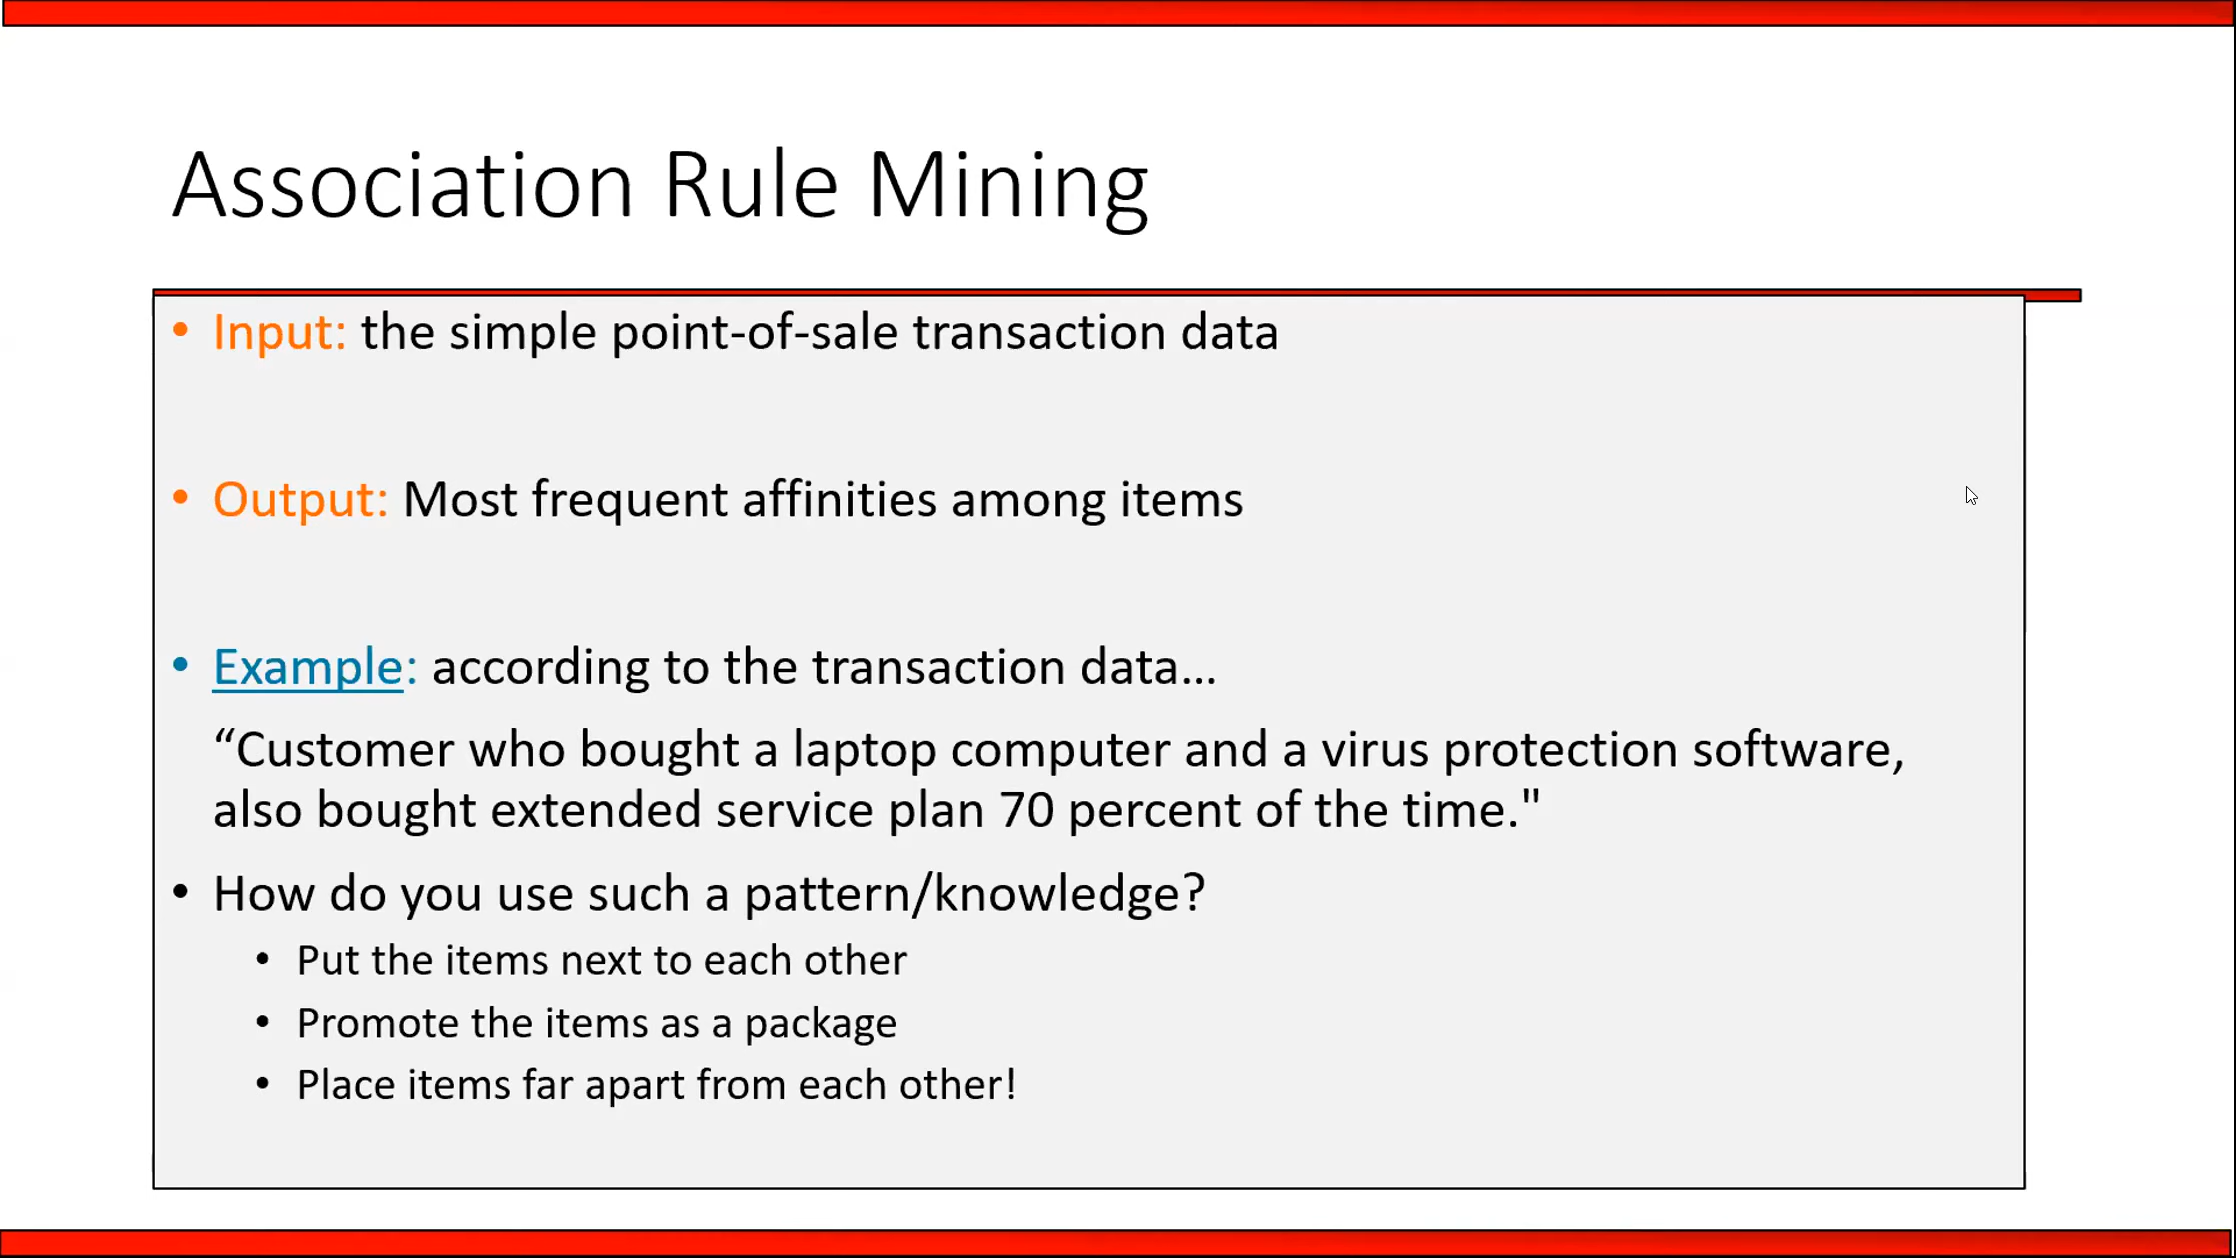 Association Rule Mining
• Input: the simple point-of-sale transaction data
• Output: Most frequent affinities among items
• Example: according to the transaction data...
“Customer who bought a laptop computer and a virus protection software,
also bought extended service plan 70 percent of the time."
• How do you use such a pattern/knowledge?
• Put the items next to each other
• Promote the items as a package
• Place items far apart from each other!